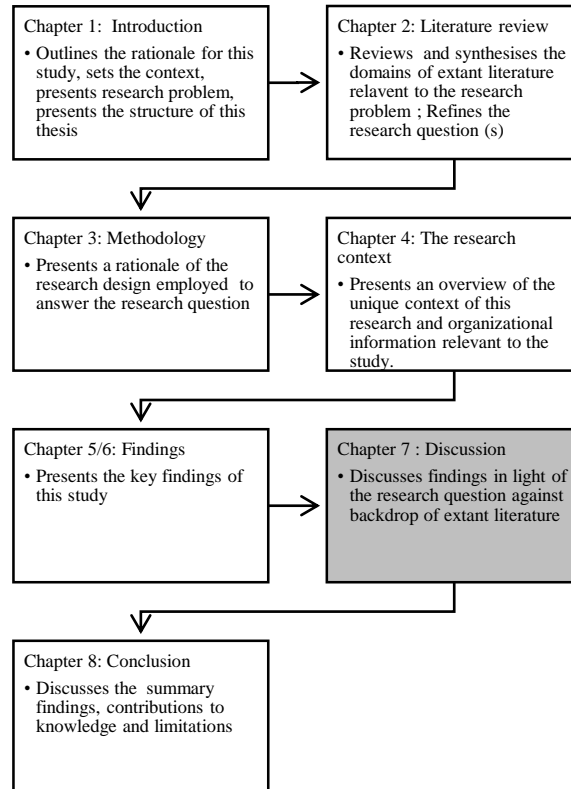 Chapter 1:  Introduction
• Outlines the rationale for this
study, sets the context,
presents research problem,
presents the structure of this
thesis
Chapter 2: Literature review
• Reviews  and synthesises the
domains of extant literature
relavent to the research
problem ; Refines the
research question (s)
Chapter 3: Methodology
• Presents a rationale of the
research design employed  to
answer the research question
Chapter 4: The research
context
• Presents an overview of the
unique context of this
research and organizational
information relevant to the
study.
Chapter 5/6: Findings
• Presents the key findings of
this study
Chapter 7 : Discussion
• Discusses findings in light of
the research question against
backdrop of extant literature
Chapter 8: Conclusion
• Discusses the  summary
findings, contributions to
knowledge and limitations